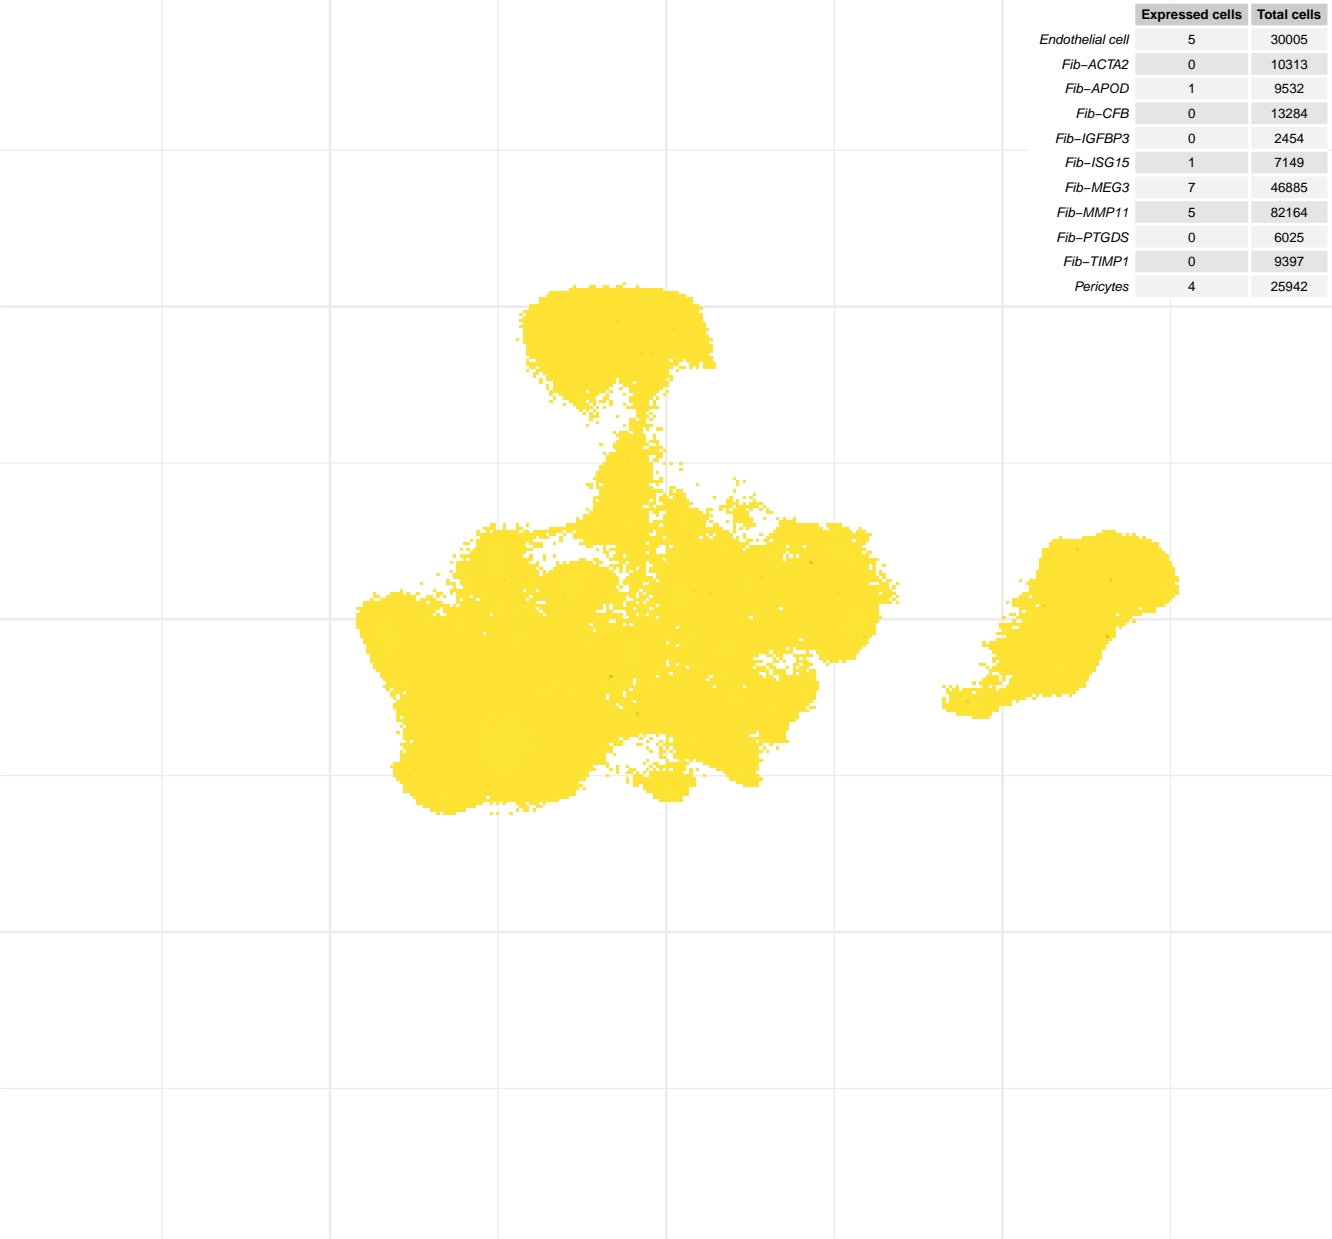 Expressed cells Total cells
Endothelial cell 5 30005
Fib−ACTA2 0 10313
Fib−APOD 1 9532
Fib−CFB 0 13284
Fib−IGFBP3 0 2454
Fib−ISG15 1 7149
Fib−MEG3 7 46885
Fib−MMP11 5 82164
Fib−PTGDS 0 6025
Fib−TIMP1 0 9397
Pericytes 4 25942